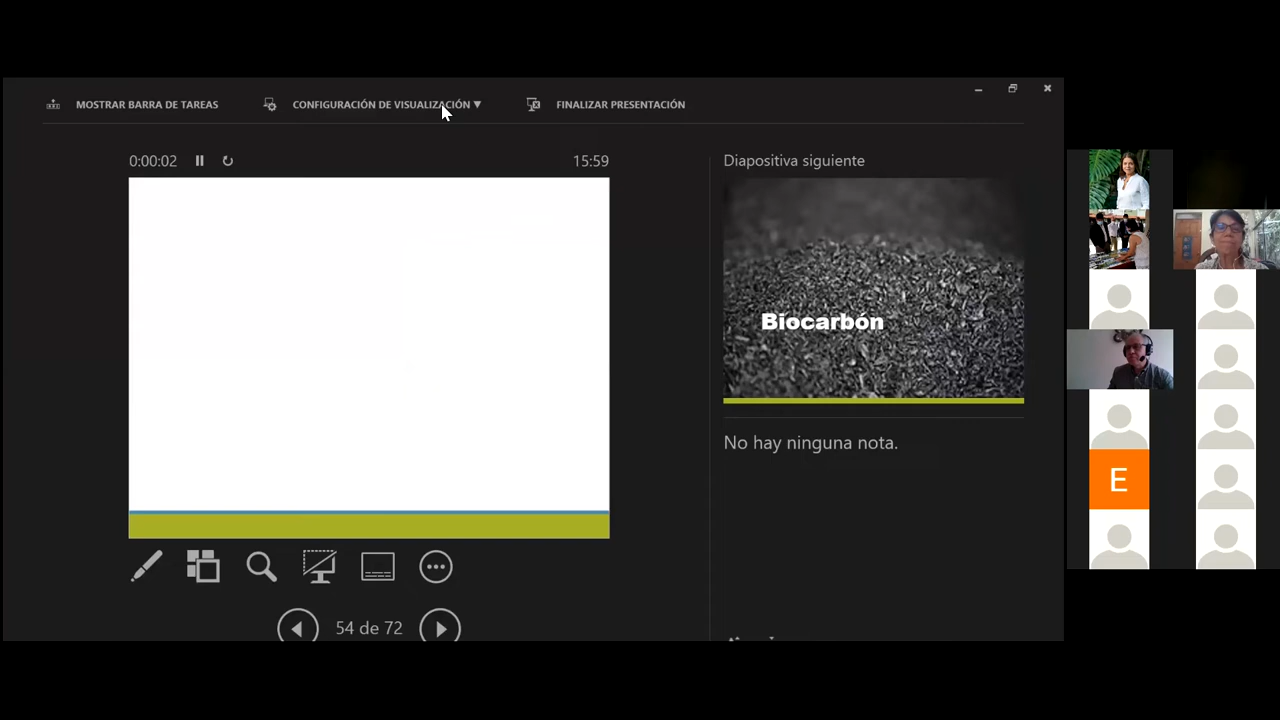 MOSTRAR BARRA DE TAREAS
CONFIGURACIÓN DE VISUALIZACIÓN ▼
FINALIZAR PRESENTACIÓN
0:00:02
15:59
Diapositiva siguiente
Biocarbón
No hay ninguna nota.
E
54 de 72